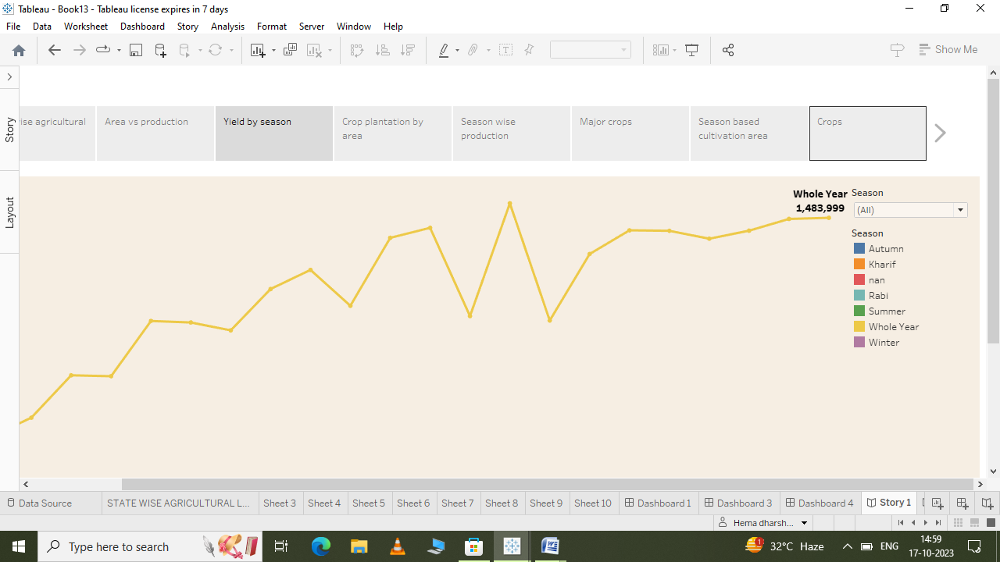 Tableau - Book13 - Tableau license expires in 7 days
File Data Worksheet Dashboard Story Analysis Format Server Window Help
Show Me
Story
Layout
ise agricultural
Area vs production
Yield by season
Crop plantation by
area
Season wise
production
Major crops
Season based
cultivation area
Crops
Whole Year
1,483,999
Season
(All)
Season
Autumn
Kharif
nan
Rabi
Summer
Whole Year
Winter
Data Source STATE WISE AGRICULTURAL L... Sheet 3 Sheet 4 Sheet 5 Sheet 6 Sheet 7 Sheet 8 Sheet 9 Sheet 10 Dashboard 1 Dashboard 3 Dashboard 4 Story 1
Hema dharsh...
Type here to search
1
32°C Haze
ENG
14:59
17-10-2023